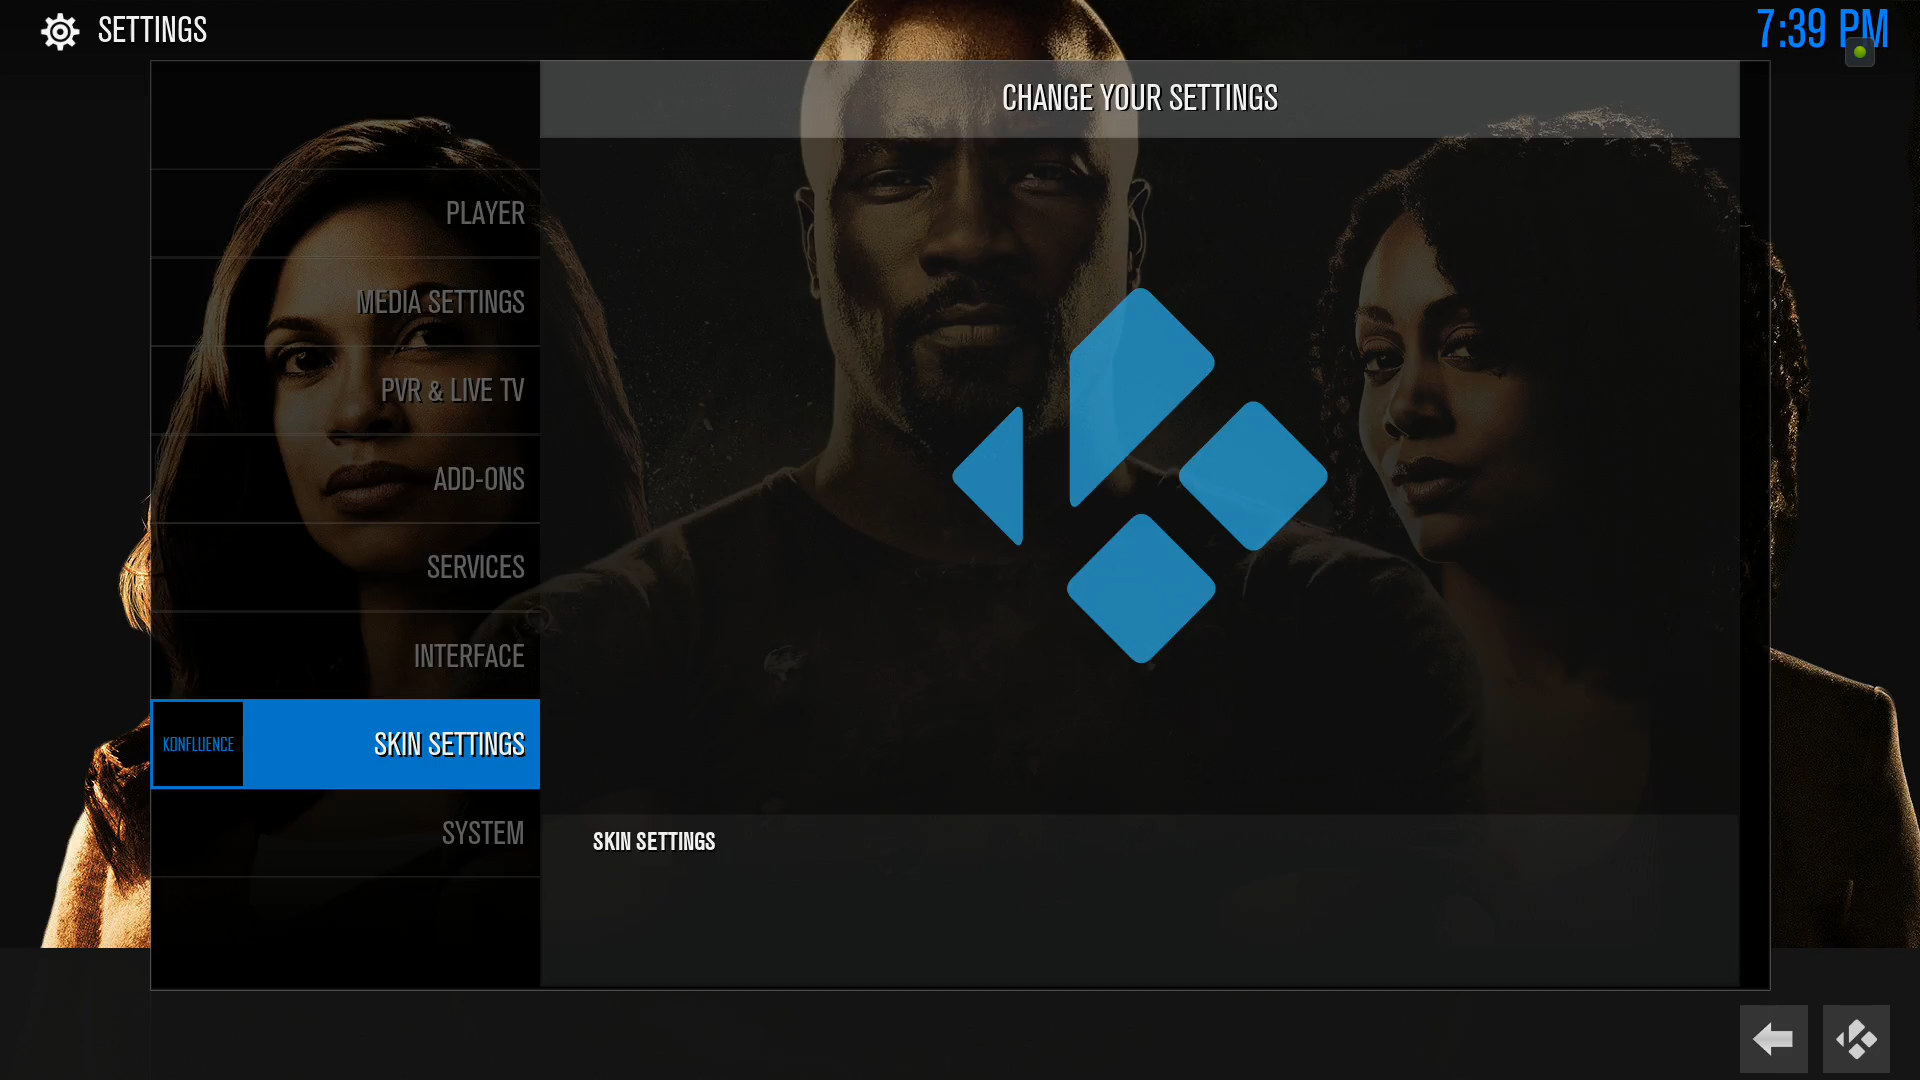 SETTINGS
7:39 PM
CHANGE YOUR SETTINGS
PLAYER
MEDIA SETTINGS
PVR & LIVE TV
ADD-ONS
SERVICES
INTERFACE
KONFLUENCE
SKIN SETTINGS
SYSTEM
SKIN SETTINGS